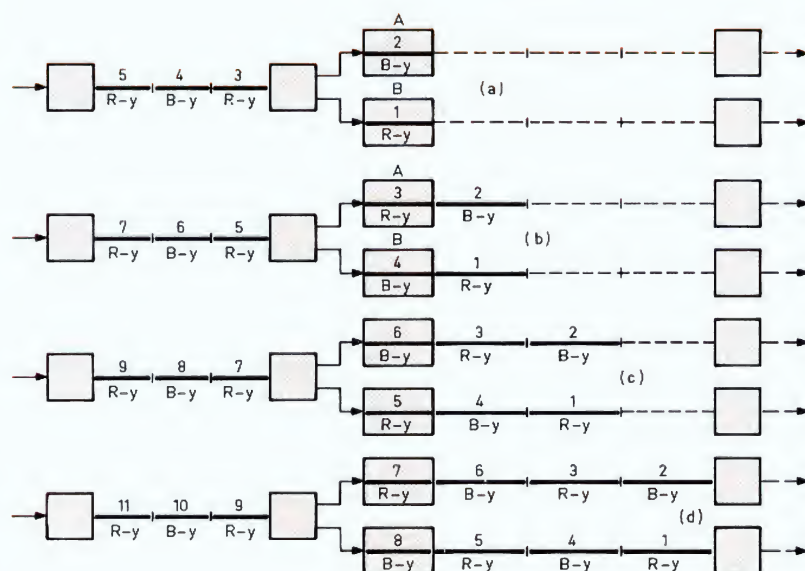 A
2
B-y
5 4 3
R-y B-y R-y
(a)
B
1
R-y
A
3 2
R-y B-y
7 6 5
R-y B-y R-y
(b)
B
4 1
B-y R-y
6 3 2
B-y R-y B-y
9 8 7
R-y B-y R-y
(c)
5 4 1
R-y B-y R-y
7 6 3 2
R-y B-y R-y B-y
11 10 9
R-y B-y R-y
(d)
8 5 4 1
B-y R-y B-y R-y